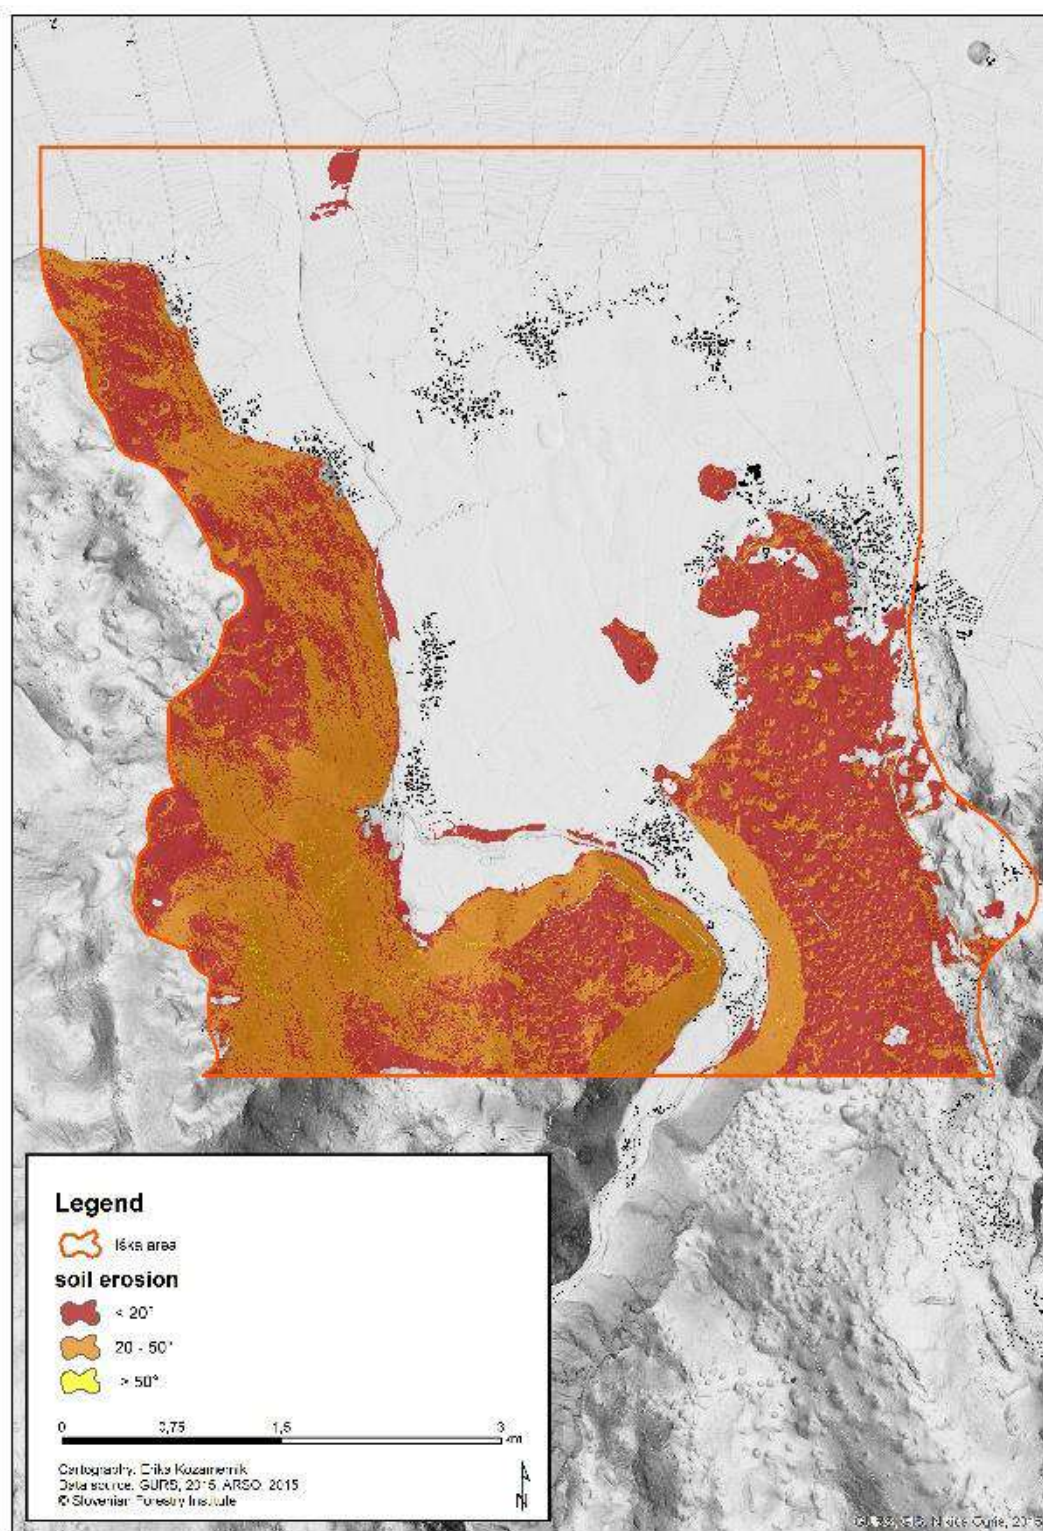 Legend
Iška area
soil erosion
< 20°
20 - 50°
> 50°
0 0,75 1,5 3
km
Cartography: Erika Kozamernik
Data source: GURS, 2015, ARSO, 2015
© Slovenian Forestry Institute
N
2015